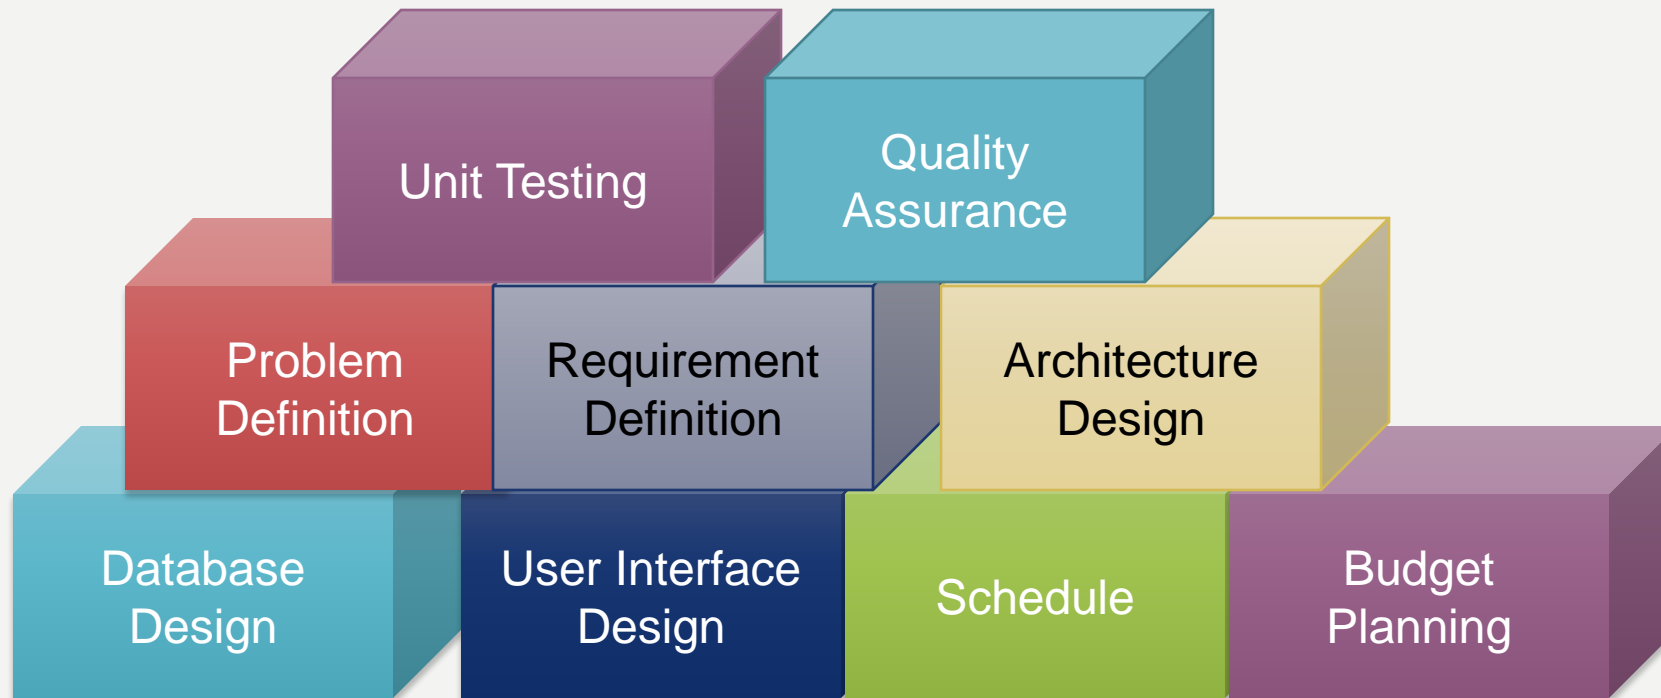 Unit Testing
Quality
Assurance
Problem
Definition
Requirement
Definition
Architecture
Design
Database
Design
User Interface
Design
Schedule
Budget
Planning